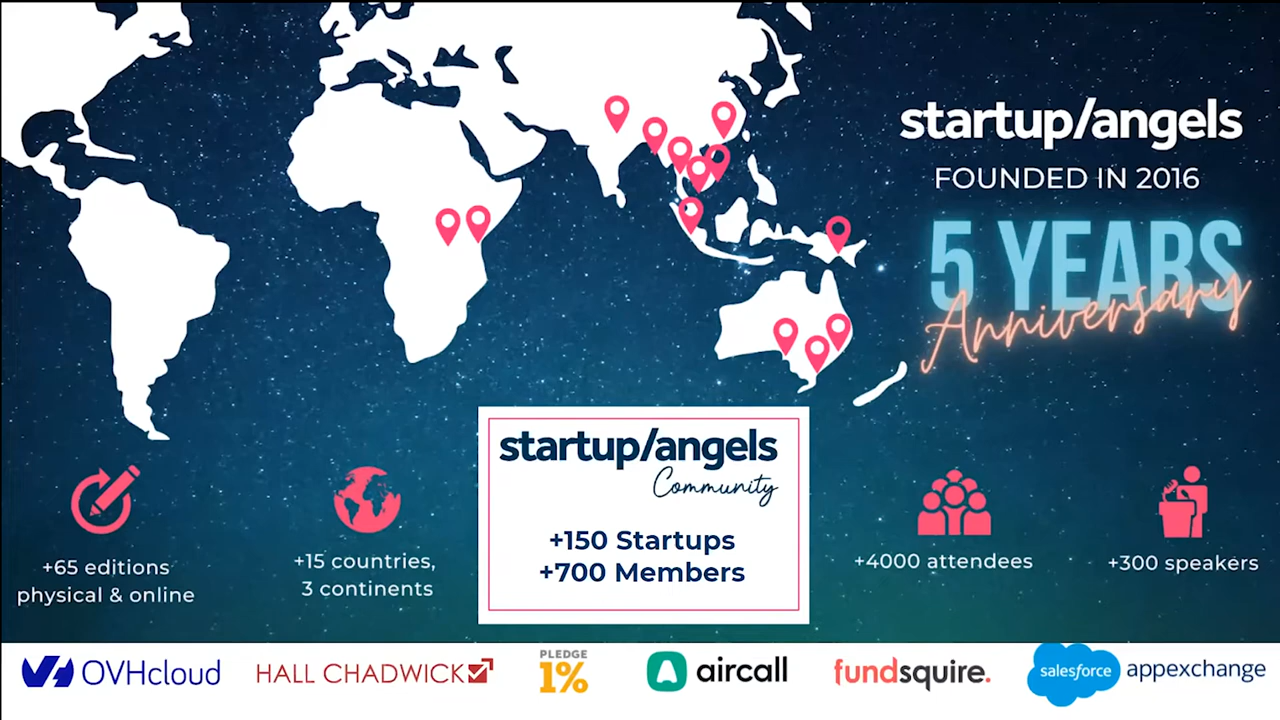 startup/angels
FOUNDED IN 2016
5 YEARS
Anniversary
startup/angels
Community
+150 Startups
+700 Members
+65 editions
physical & online
+15 countries,
3 continents
+4000 attendees
+300 speakers
OVHcloud
HALL CHADWICK
PLEDGE
1%
aircall
fundsquire.
salesforce appexchange